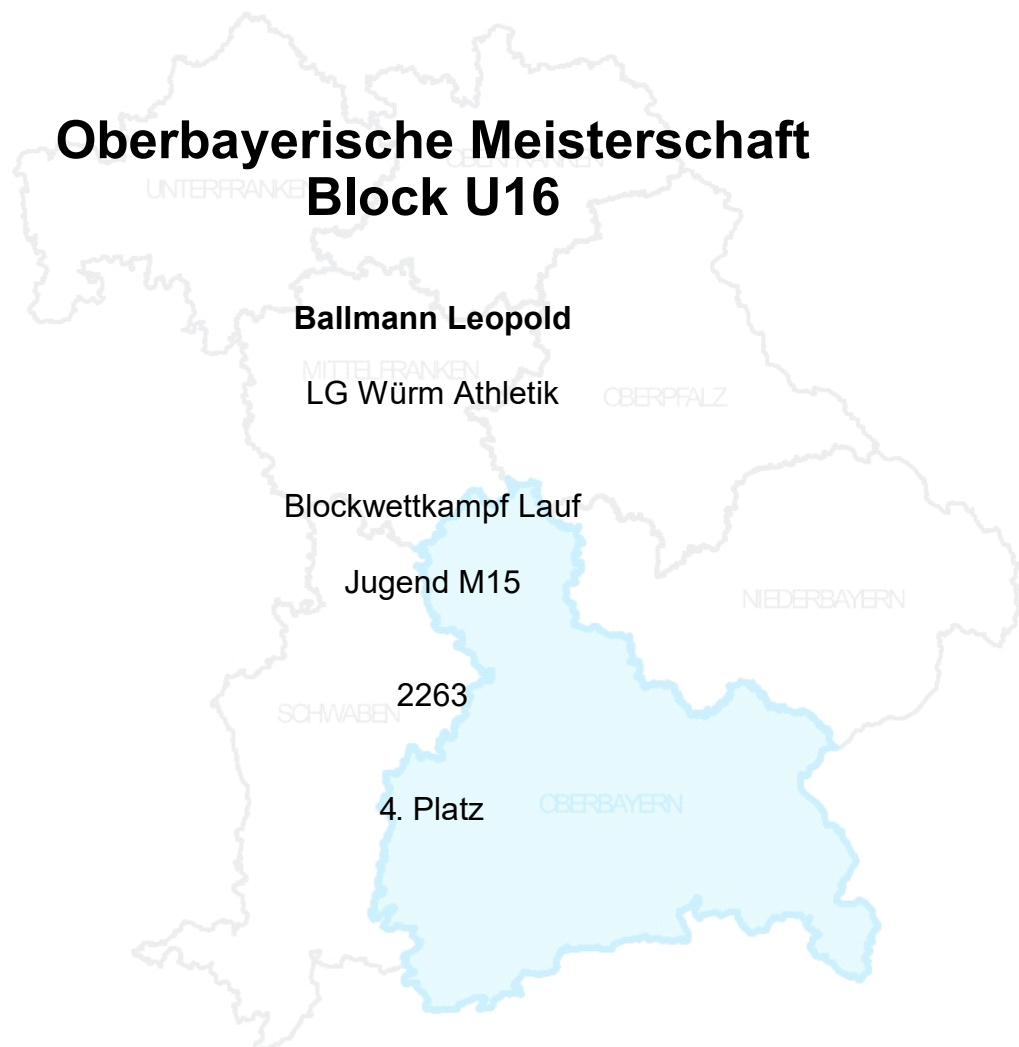 Oberbayerische Meisterschaft
OBERFRANKEN
UNTERFRANKEN
Block U16
Ballmann Leopold
MITTELFRANKEN
LG Würm Athletik
OBERPFALZ
Blockwettkampf Lauf
Jugend M15
NIEDERBAYERN
2263
SCHWABEN
4. Platz
OBERBAYERN